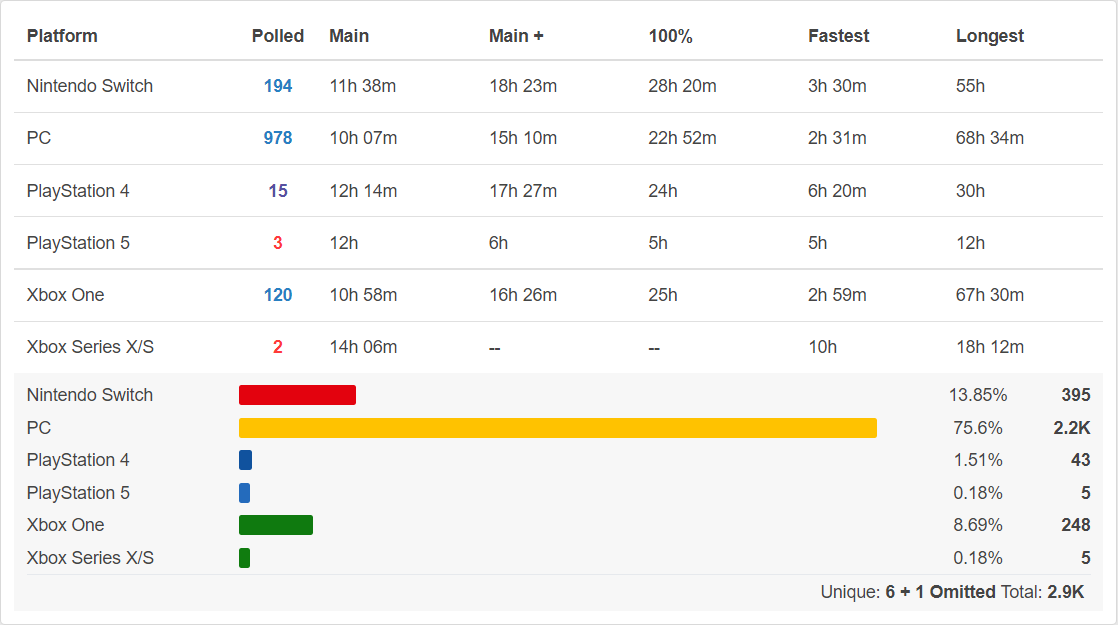 Platform Polled Main Main + 100% Fastest Longest
Nintendo Switch 194 11h 38m 18h 23m 28h 20m 3h 30m 55h
PC 978 10h 07m 15h 10m 22h 52m 2h 31m 68h 34m
PlayStation 4 15 12h 14m 17h 27m 24h 6h 20m 30h
PlayStation 5 3 12h 6h 5h 5h 12h
Xbox One 120 10h 58m 16h 26m 25h 2h 59m 67h 30m
Xbox Series X/S 2 14h 06m -- -- 10h 18h 12m
Nintendo Switch 13.85% 395
PC 75.6% 2.2K
PlayStation 4 1.51% 43
PlayStation 5 0.18% 5
Xbox One 8.69% 248
Xbox Series X/S 0.18% 5
Unique: 6 + 1 Omitted Total: 2.9K